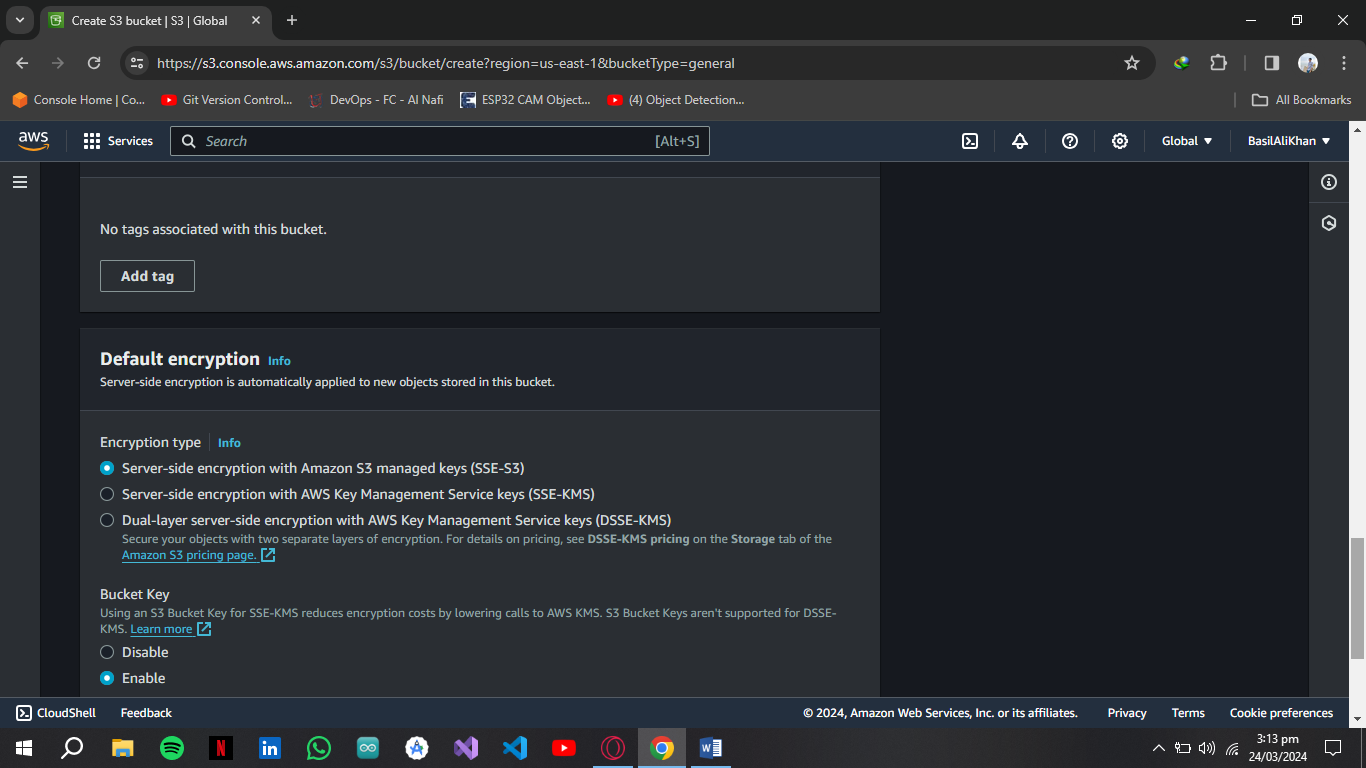 Create S3 bucket | S3 | Global
https://s3.console.aws.amazon.com/s3/bucket/create?region=us-east-1&bucketType=general
Console Home | Co...
Git Version Control...
DevOps - FC - Al Nafi
ESP32 CAM Object...
(4) Object Detection...
All Bookmarks
aws
Services
Search
[Alt+S]
Global
BasilAliKhan
No tags associated with this bucket.
Add tag
Default encryption Info
Server-side encryption is automatically applied to new objects stored in this bucket.
Encryption type Info
Server-side encryption with Amazon S3 managed keys (SSE-S3)
Server-side encryption with AWS Key Management Service keys (SSE-KMS)
Dual-layer server-side encryption with AWS Key Management Service keys (DSSE-KMS)
Secure your objects with two separate layers of encryption. For details on pricing, see DSSE-KMS pricing on the Storage tab of the
Amazon S3 pricing page.
Bucket Key
Using an S3 Bucket Key for SSE-KMS reduces encryption costs by lowering calls to AWS KMS. S3 Bucket Keys aren't supported for DSSE-
KMS. Learn more
Disable
Enable
CloudShell
Feedback
© 2024, Amazon Web Services, Inc. or its affiliates.
Privacy
Terms
Cookie preferences
3:13 pm
24/03/2024